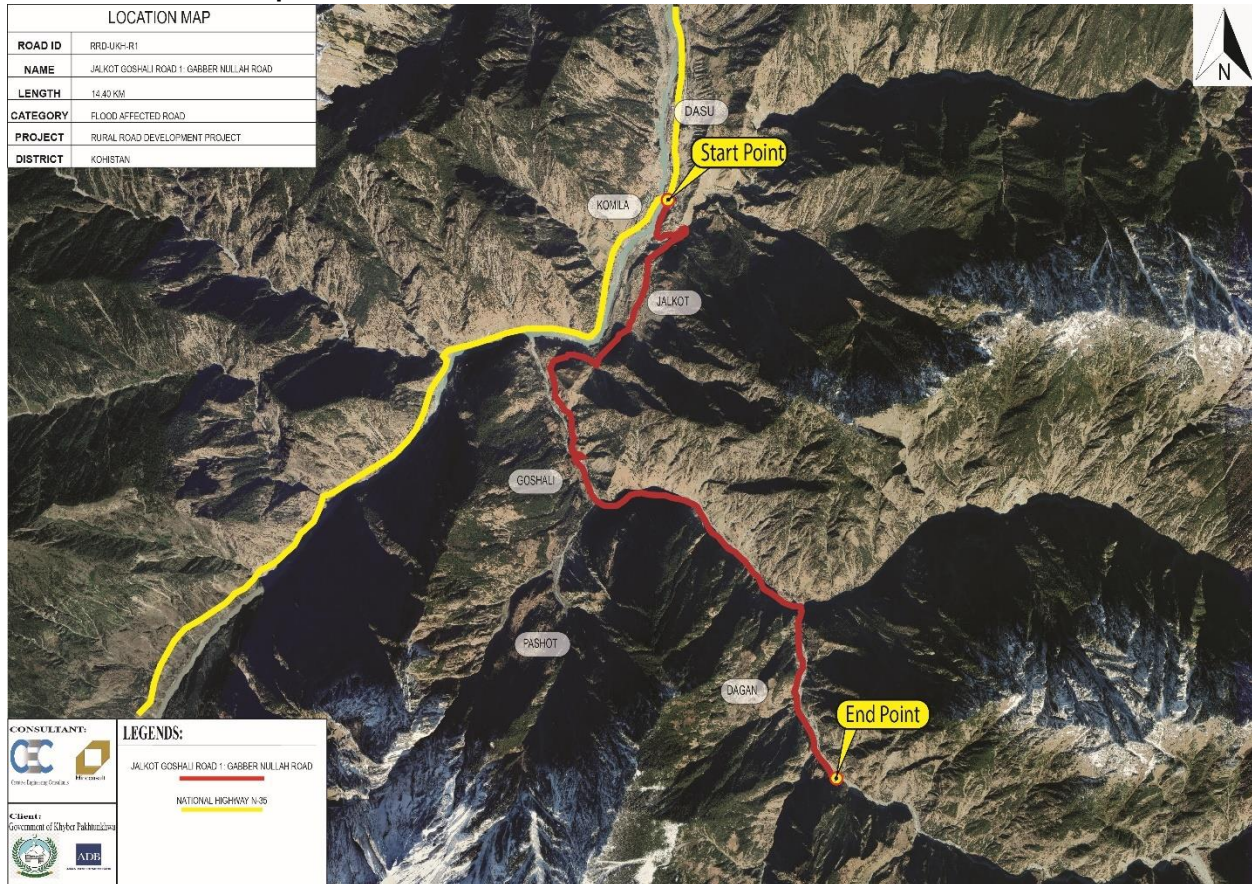 LOCATION MAP
ROAD ID RRD-UKH-R1
NAME JALKOT GOSHALI ROAD 1: GABBER NULLAH ROAD
LENGTH 14.40 KM
CATEGORY FLOOD AFFECTED ROAD
PROJECT RURAL ROAD DEVELOPMENT PROJECT
DISTRICT KOHISTAN
N
DASU
Start Point
KOMILA
JALKOT
GOSHALI
PASHOT
DAGAN
End Point
CONSULTANT:
LEGENDS:
JALKOT GOSHALI ROAD 1: GABBER NULLAH ROAD
NATIONAL HIGHWAY N-35
Client:
Government of Khyber Pakhtunkhwa
ADB